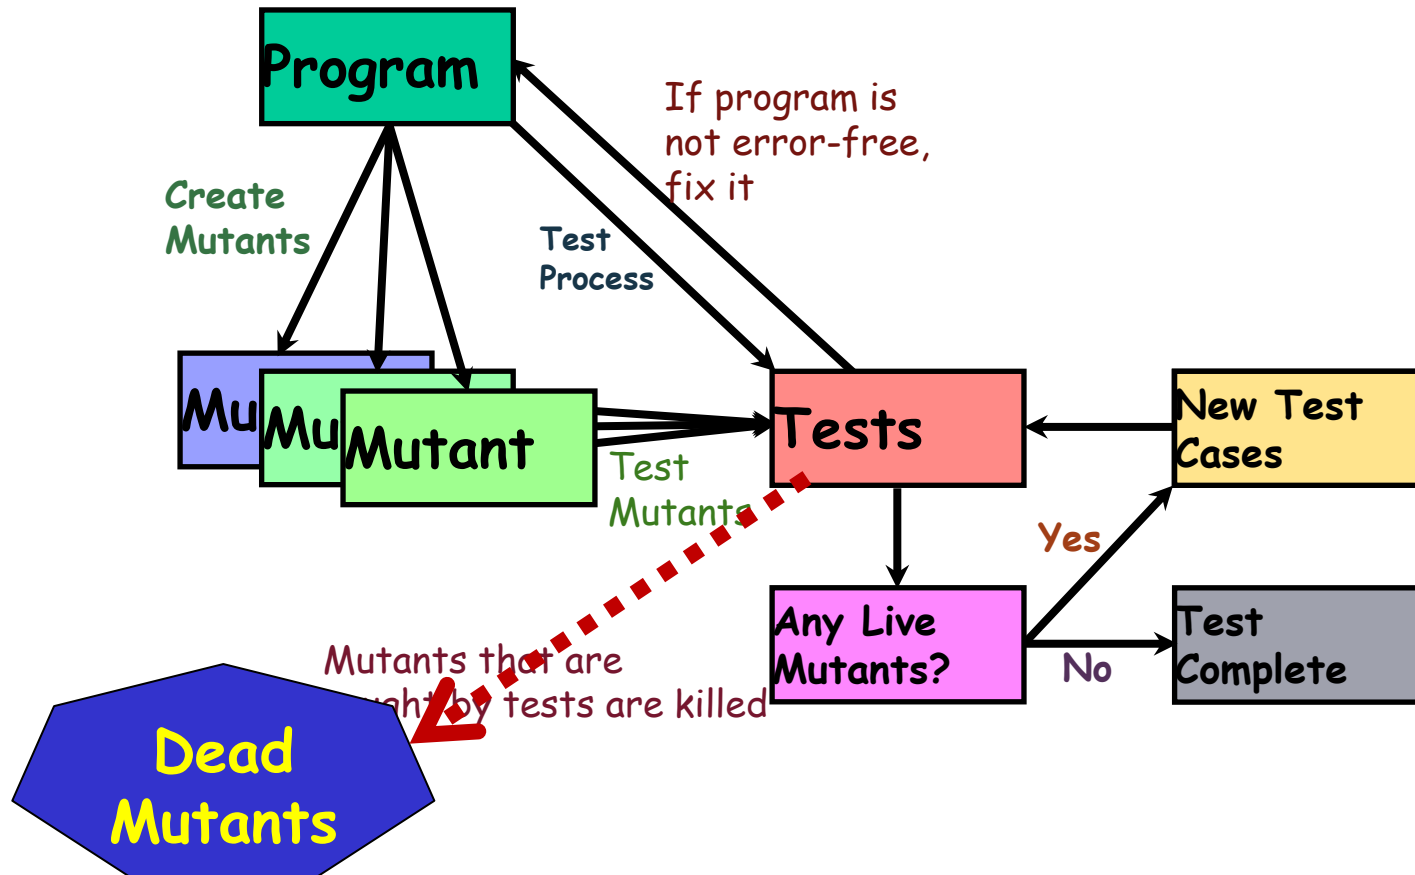 Program
If program is
not error-free,
fix it
Create
Mutants
Test
Process
Mu
Mu
Mutant
Tests
New Test
Cases
Test
Mutants
Yes
Any Live
Mutants?
No
Test
Complete
Mutants that are
by tests are killed
Dead
Mutants